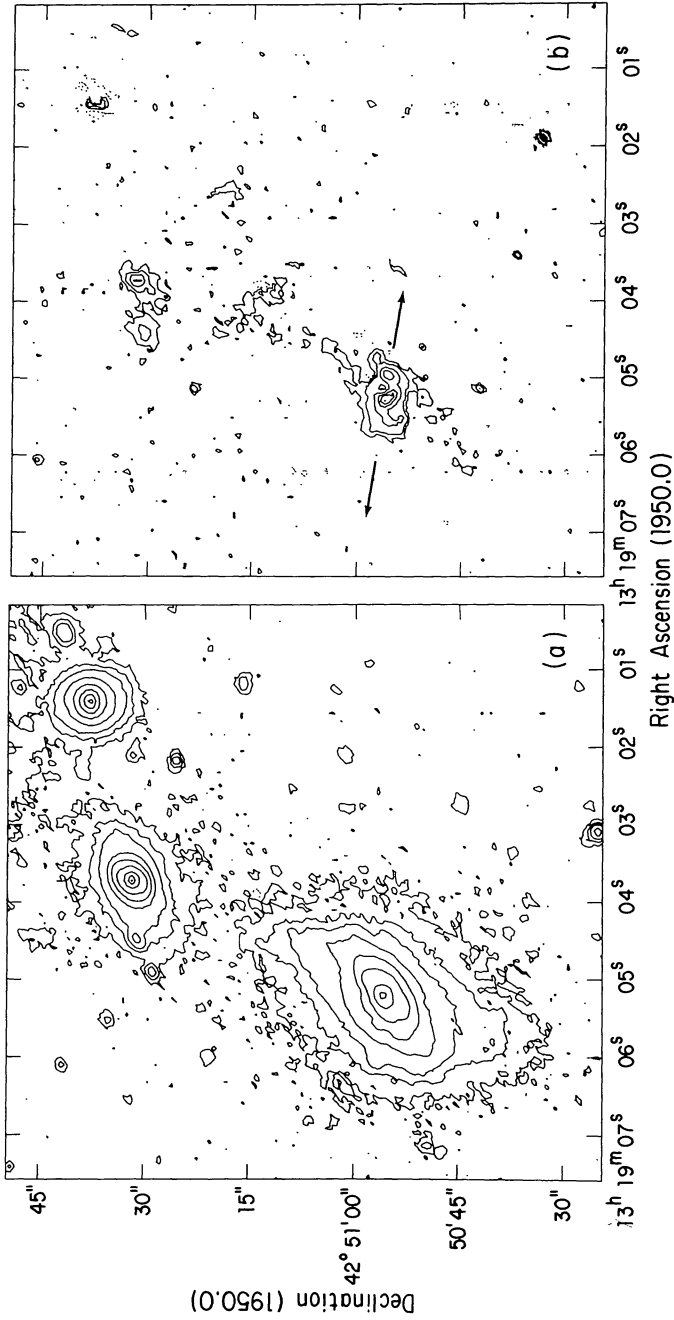 (b)
01ˢ
02ˢ
03ˢ
04ˢ
05ˢ
06ˢ
13ʰ 19ᵐ 07ˢ
(a)
01ˢ
02ˢ
03ˢ
04ˢ
05ˢ
06ˢ
13ʰ 19ᵐ 07ˢ
45"
30"
15"
42° 51' 00"
50' 45"
30"
Right Ascension (1950.0)
Declination (1950.0)